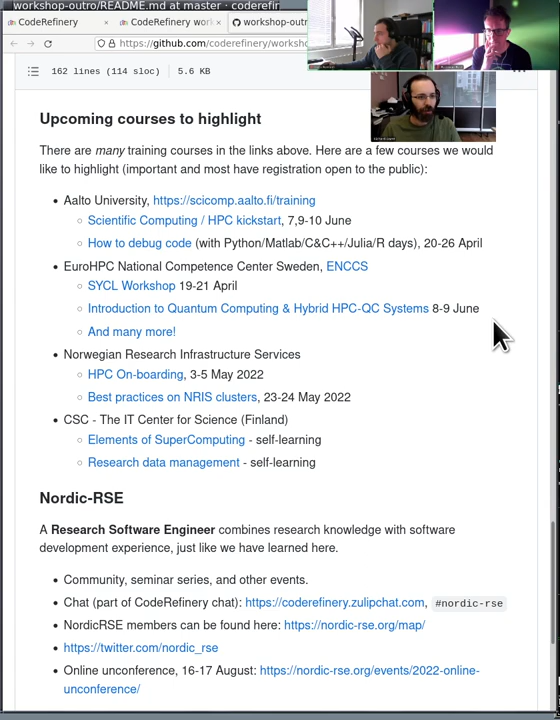 workshop-outro/README.md at master · coderefin
CodeRefinery
CodeRefinery work
workshop-outr
https://github.com/coderefinery/worksho
162 lines (114 sloc) 5.6 KB
Upcoming courses to highlight
There are many training courses in the links above. Here are a few courses we would
like to highlight (important and most have registration open to the public):
Aalto University, https://scicomp.aalto.fi/training
Scientific Computing / HPC kickstart, 7,9-10 June
How to debug code (with Python/Matlab/C&C++/Julia/R days), 20-26 April
EuroHPC National Competence Center Sweden, ENCCS
SYCL Workshop 19-21 April
Introduction to Quantum Computing & Hybrid HPC-QC Systems 8-9 June
And many more!
Norwegian Research Infrastructure Services
HPC On-boarding, 3-5 May 2022
Best practices on NRIS clusters, 23-24 May 2022
CSC - The IT Center for Science (Finland)
Elements of SuperComputing - self-learning
Research data management - self-learning
Nordic-RSE
A Research Software Engineer combines research knowledge with software
development experience, just like we have learned here.
Community, seminar series, and other events.
Chat (part of CodeRefinery chat): https://coderefinery.zulipchat.com, #nordic-rse
NordicRSE members can be found here: https://nordic-rse.org/map/
https://twitter.com/nordic_rse
Online unconference, 16-17 August: https://nordic-rse.org/events/2022-online-
unconference/